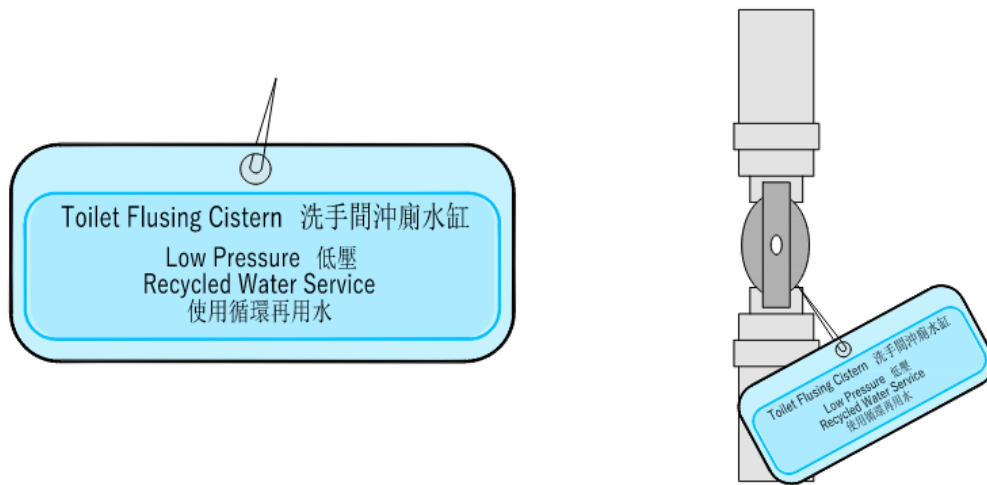 Toilet Flusing Cistern 洗手間沖廁水缸
Low Pressure 低壓
Recycled Water Service
使用循環再用水
Toilet Flusing Cistern 洗手間沖廁水缸
Low Pressure 低壓
Recycled Water Service
使用循環再用水